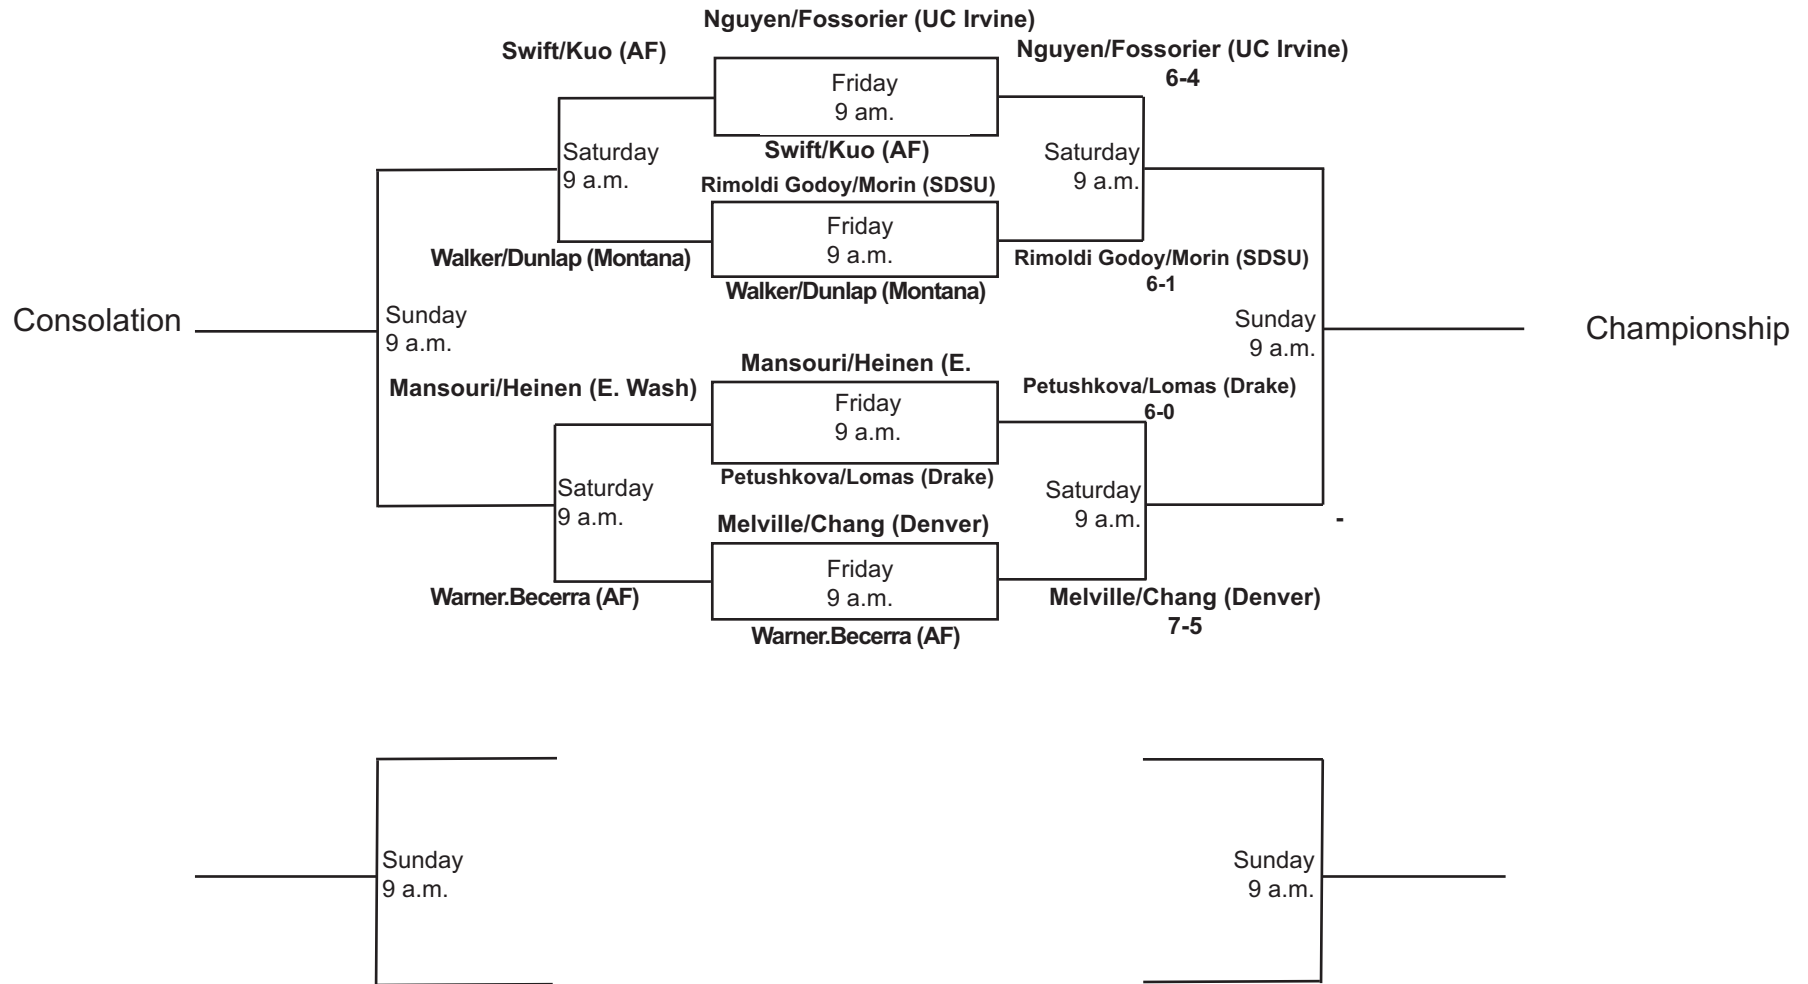 Nguyen/Fossorier (UC Irvine)
Swift/Kuo (AF)
Nguyen/Fossorier (UC Irvine)
6-4
Friday
9 am.
Swift/Kuo (AF)
Saturday
9 a.m.
Saturday
9 a.m.
Rimoldi Godoy/Morin (SDSU)
Friday
9 a.m.
Walker/Dunlap (Montana)
Rimoldi Godoy/Morin (SDSU)
6-1
Walker/Dunlap (Montana)
Consolation
Sunday
9 a.m.
Sunday
9 a.m.
Championship
Mansouri/Heinen (E.
Mansouri/Heinen (E. Wash)
Petushkova/Lomas (Drake)
6-0
Friday
9 a.m.
Petushkova/Lomas (Drake)
Saturday
9 a.m.
Saturday
9 a.m.
-
Melville/Chang (Denver)
Friday
9 a.m.
Warner.Becerra (AF)
Melville/Chang (Denver)
7-5
Warner.Becerra (AF)
Sunday
9 a.m.
Sunday
9 a.m.